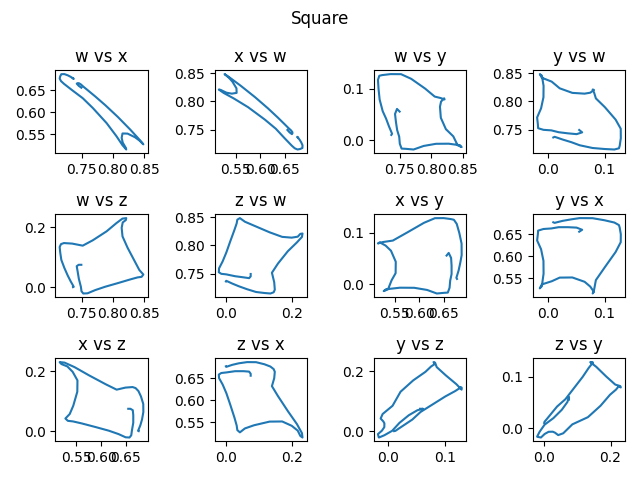 Square
w vs x
x vs w
w vs y
y vs w
0.65
0.60
0.55
0.75 0.80 0.85
0.85
0.80
0.75
0.55 0.60 0.65
0.1
0.0
0.75 0.80 0.85
0.85
0.80
0.75
0.0 0.1
w vs z
z vs w
x vs y
y vs x
0.2
0.0
0.75 0.80 0.85
0.85
0.80
0.75
0.0 0.2
0.1
0.0
0.55 0.60 0.65
0.65
0.60
0.55
0.0 0.1
x vs z
z vs x
y vs z
z vs y
0.2
0.0
0.55 0.60 0.65
0.65
0.60
0.55
0.0 0.2
0.2
0.0
0.0 0.1
0.1
0.0
0.0 0.2